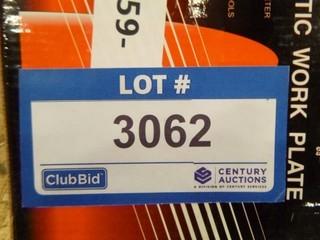 59-
LOT #
3062
ClubBid
CENTURY
AUCTIONS
A DIVISION OF CENTURY SERVICES
TIC WORK PLATE